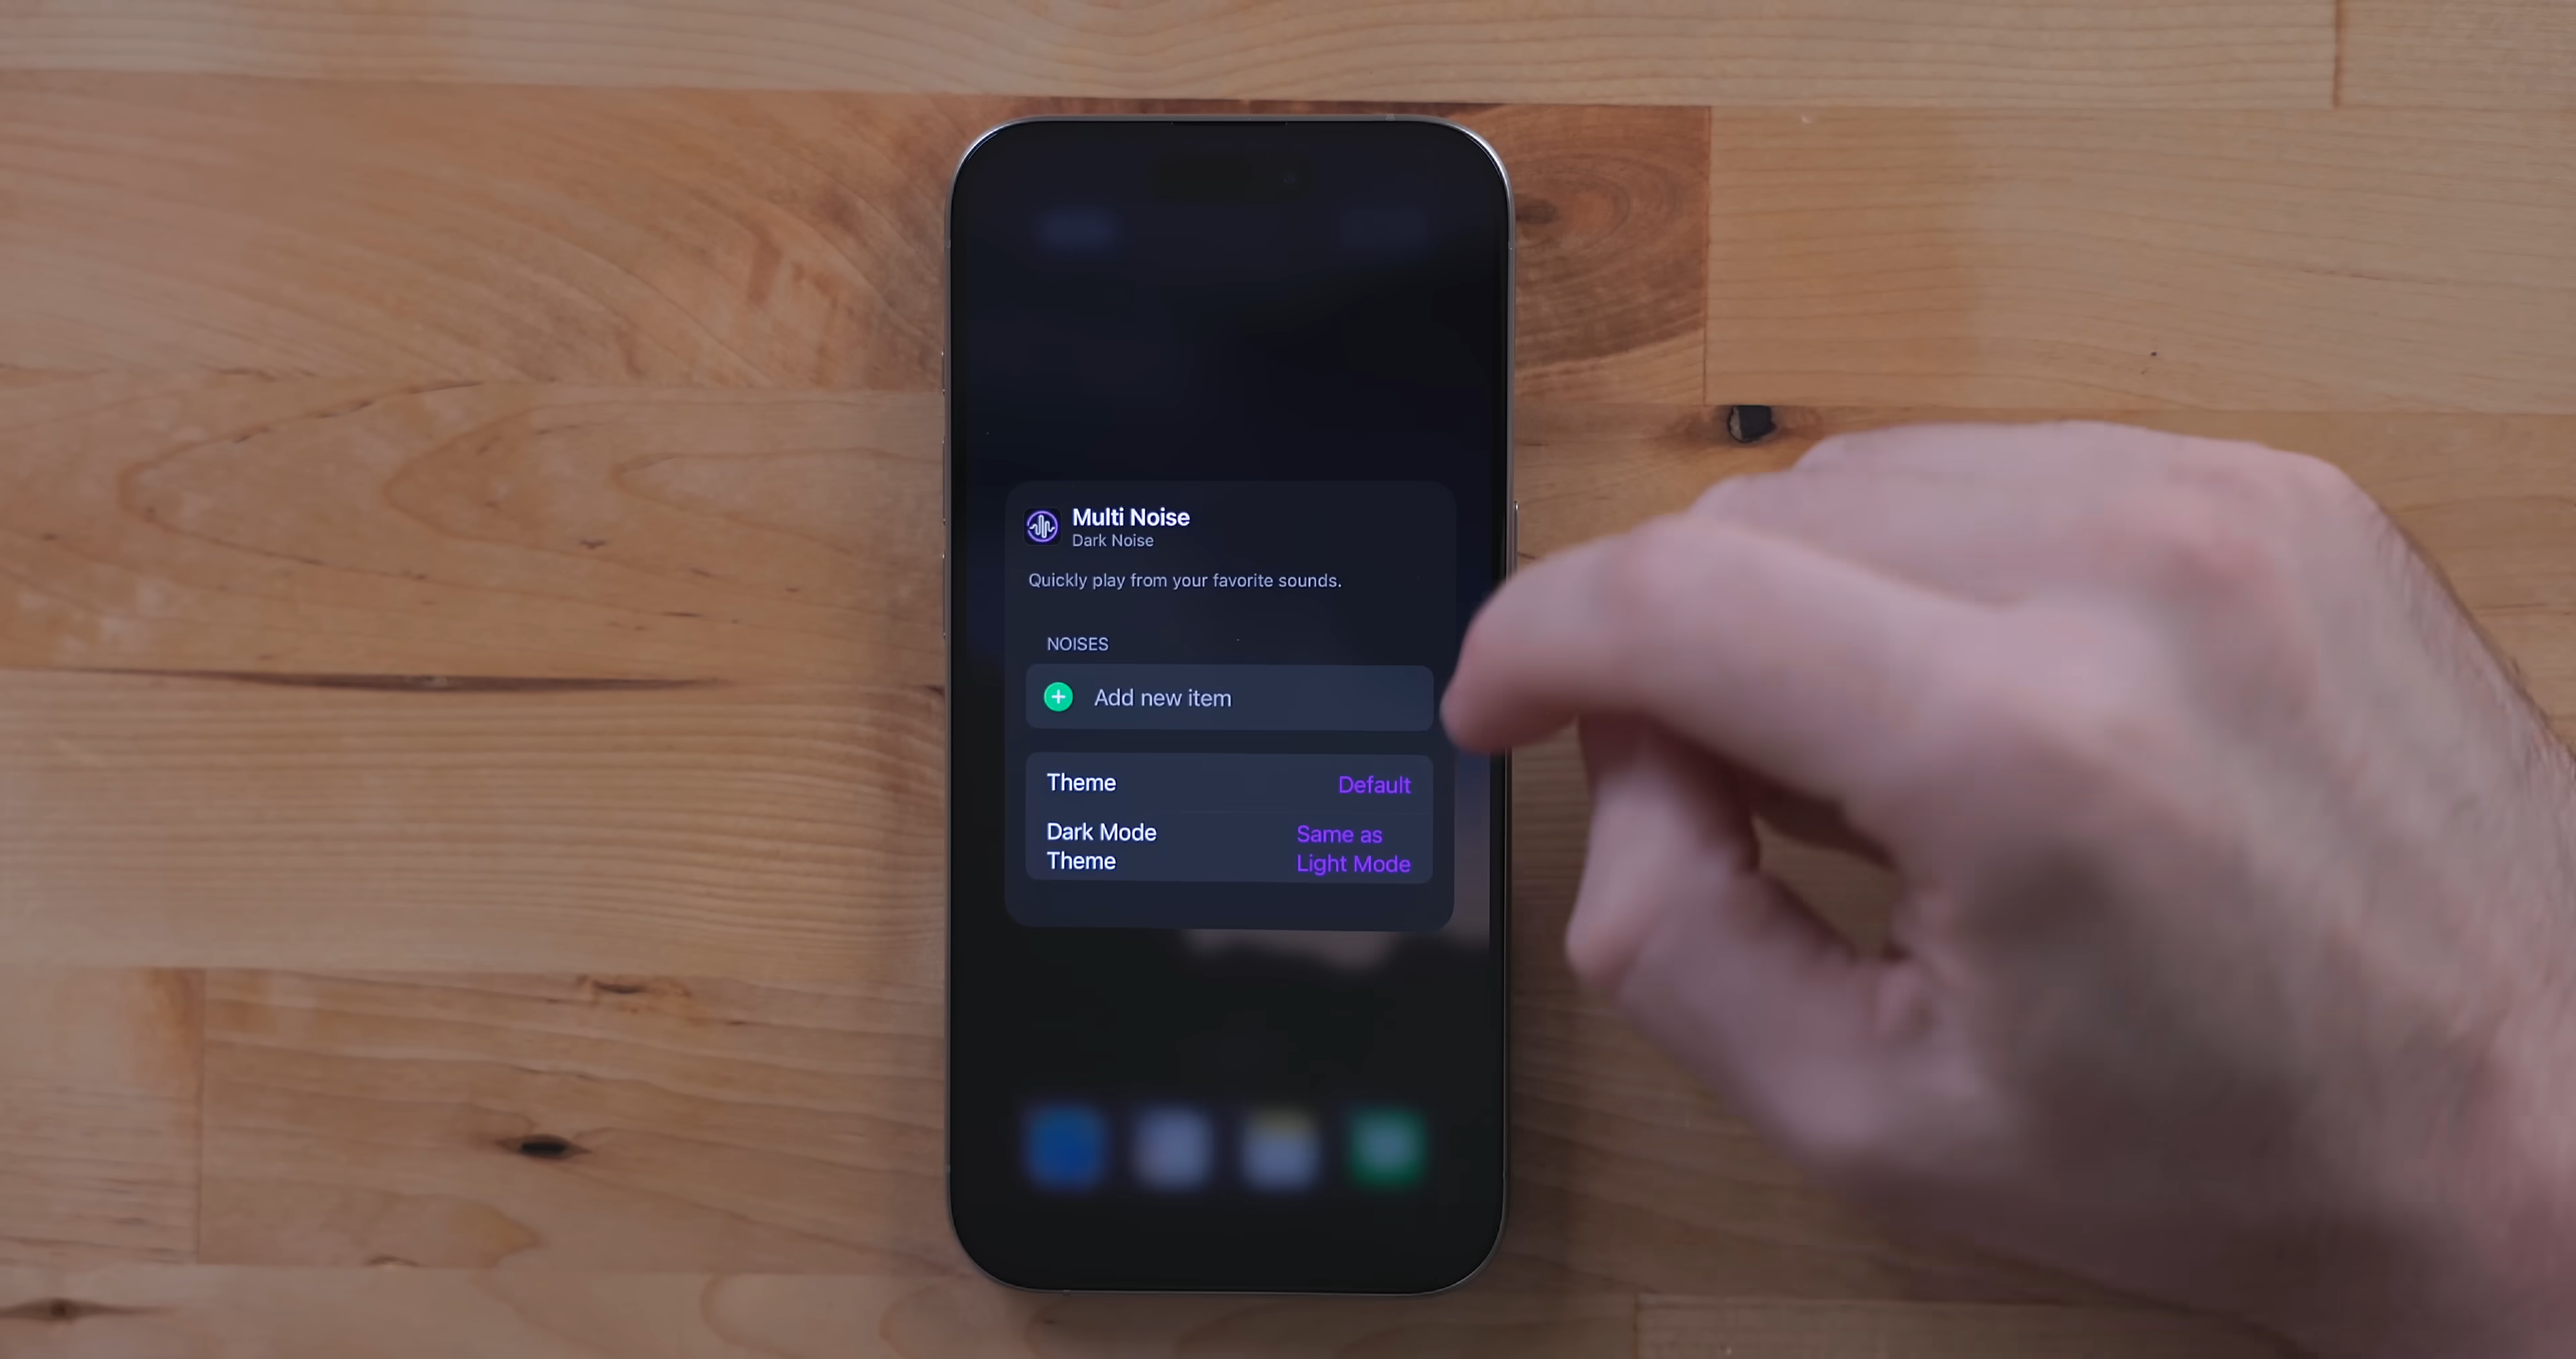 Multi Noise
Dark Noise
Quickly play from your favorite sounds.
NOISES
Add new item
Theme
Default
Dark Mode
Theme
Same as
Light Mode